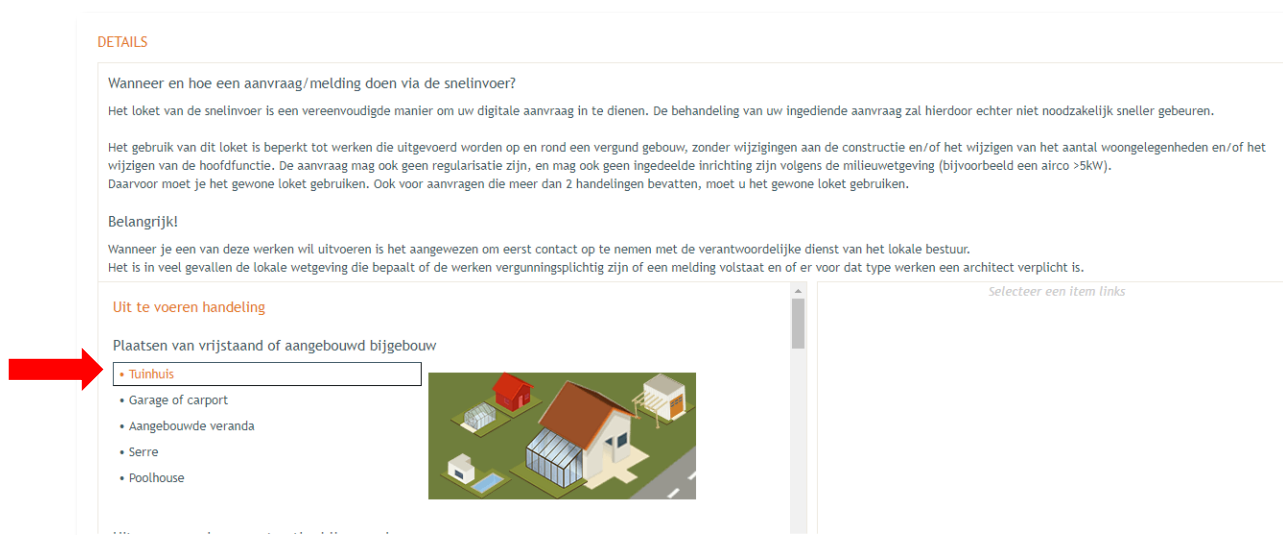 DETAILS
Wanneer en hoe een aanvraag/melding doen via de snelinvoer?
Het loket van de snelinvoer is een vereenvoudigde manier om uw digitale aanvraag in te dienen. De behandeling van uw ingediende aanvraag zal hierdoor echter niet noodzakelijk sneller gebeuren.
Het gebruik van dit loket is beperkt tot werken die uitgevoerd worden op en rond een vergund gebouw, zonder wijzigingen aan de constructie en/of het wijzigen van het aantal woongelegenheden en/of het
wijzigen van de hoofdfunctie. De aanvraag mag ook geen regularisatie zijn, en mag ook geen ingedeelde inrichting zijn volgens de milieuwetgeving (bijvoorbeeld een airco >5kW).
Daarvoor moet je het gewone loket gebruiken. Ook voor aanvragen die meer dan 2 handelingen bevatten, moet u het gewone loket gebruiken.
Belangrijk!
Wanneer je een van deze werken wil uitvoeren is het aangewezen om eerst contact op te nemen met de verantwoordelijke dienst van het lokale bestuur.
Het is in veel gevallen de lokale wetgeving die bepaalt of de werken vergunningsplichtig zijn of een melding volstaat en of er voor dat type werken een architect verplicht is.
Uit te voeren handeling
Plaatsen van vrijstaand of aangebouwd bijgebouw
• Tuinhuis
• Garage of carport
• Aangebouwde veranda
• Serre
• Poolhouse
Selecteer een item links